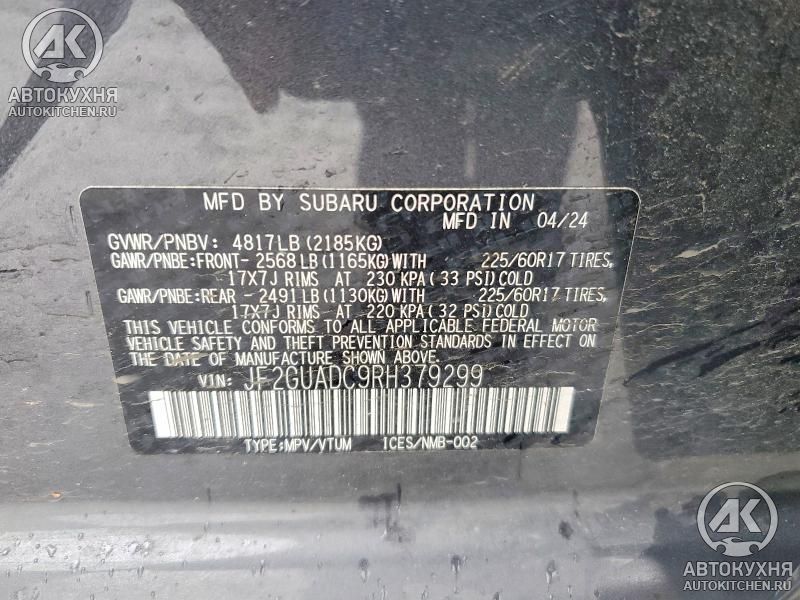 АК
АВТОКУХНЯ
AUTOKITCHEN.RU
MFD BY SUBARU CORPORATION
MFD IN 04/24
GVWR/PNBV: 4817LB (2185KG)
GAWR/PNBE:FRONT- 2568LB (1165KG)WITH 225/60R17 TIRES,
17X7J RIMS AT 230 KPA ( 33 PSI) COLD
GAWR/PNBE:REAR - 2491LB (1130KG)WITH 225/60R17 TIRES,
17X7J RIMS AT 220 KPA ( 32 PSI) COLD
THIS VEHICLE CONFORMS TO ALL APPLICABLE FEDERAL MOTOR
VEHICLE SAFETY AND THEFT PREVENTION STANDARDS IN EFFECT ON
THE DATE OF MANUFACTURE SHOWN ABOVE.
VIN: JF2GUADC9RH379299
TYPE:MPV/VTUM ICES/NMB-002
АК
АВТОКУХНЯ
AUTOKITCHEN.RU